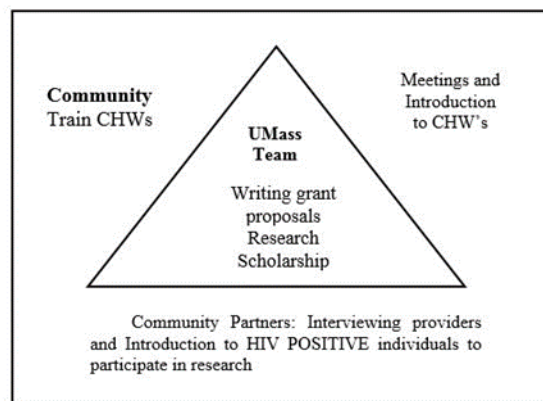 Community
Train CHWs
Meetings and
Introduction
to CHW's
UMass
Team
Writing grant
proposals
Research
Scholarship
Community Partners: Interviewing providers
and Introduction to HIV POSITIVE individuals to
participate in research